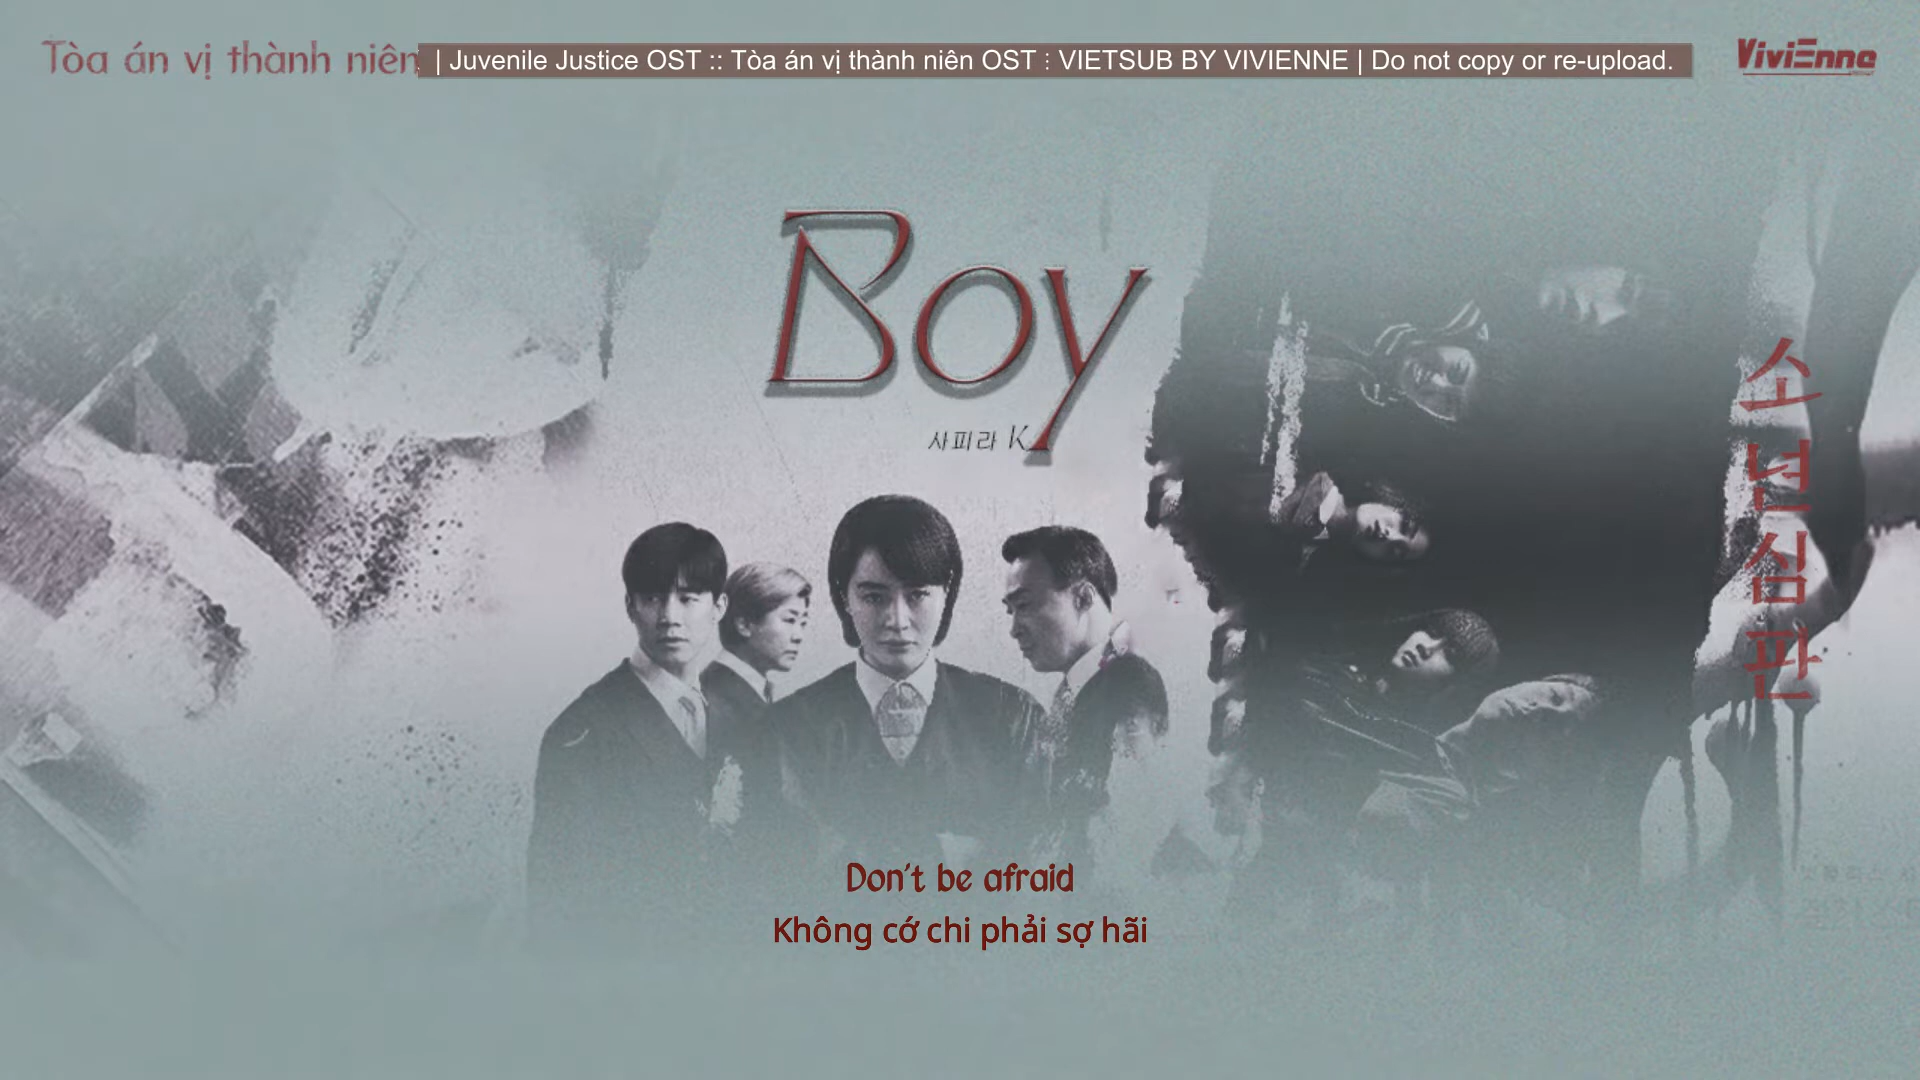 Tòa án vị thành niên | Juvenile Justice OST :: Tòa án vị thành niên OST : VIETSUB BY VIVIENNE | Do not copy or re-upload.
ViviEnne
Boy
사피라 K
소년심판
Don't be afraid
Không cớ chi phải sợ hãi